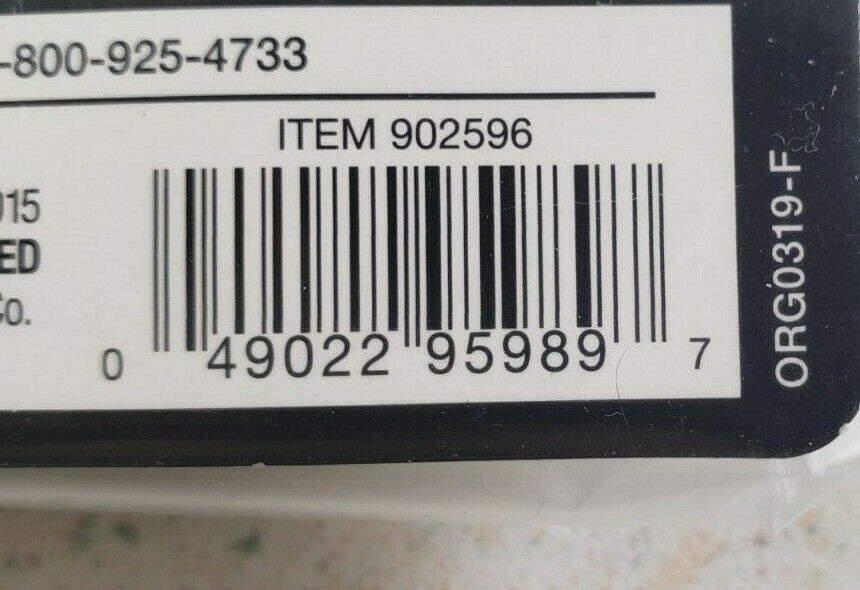 -800-925-4733
ITEM 902596
015
ED
Co.
0 49022 95989 7
ORG0319-F